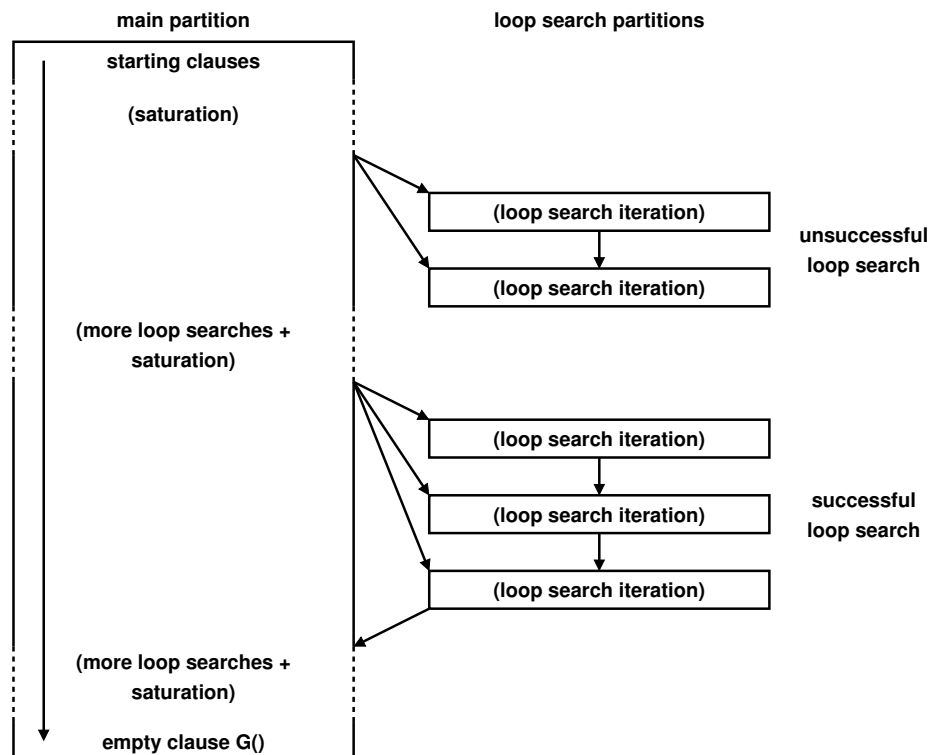 main partition
loop search partitions
starting clauses
(saturation)
(loop search iteration)
unsuccessful
loop search
(loop search iteration)
(more loop searches +
saturation)
(loop search iteration)
(loop search iteration)
successful
loop search
(loop search iteration)
(more loop searches +
saturation)
empty clause G()